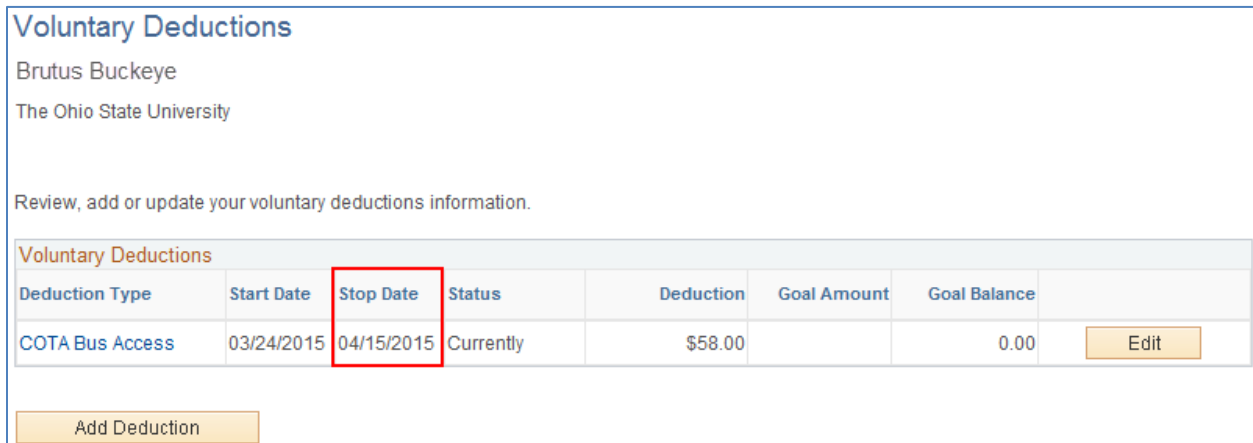 Voluntary Deductions
Brutus Buckeye
The Ohio State University
Review, add or update your voluntary deductions information.
Voluntary Deductions
Deduction Type Start Date Stop Date Status Deduction Goal Amount Goal Balance
COTA Bus Access 03/24/2015 04/15/2015 Currently $58.00 0.00 Edit
Add Deduction